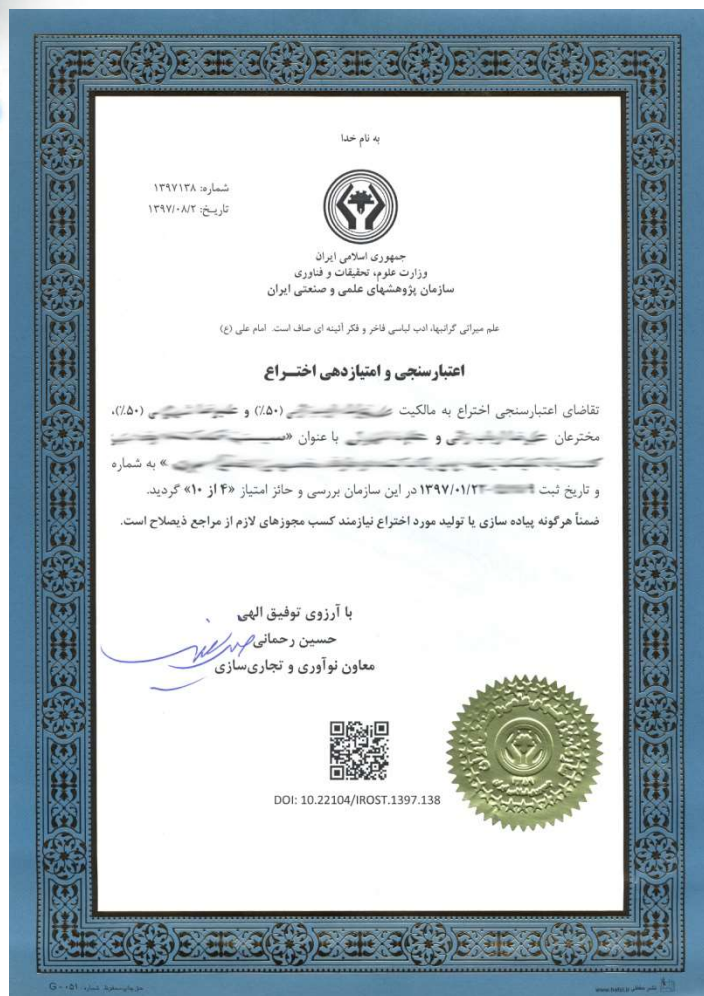 به نام خدا
شماره: ۱۳۹۷۱۳۸
تاریخ: ۱۳۹۷/۰۸/۲
جمهوری اسلامی ایران
وزارت علوم، تحقیقات و فناوری
سازمان پژوهشهای علمی و صنعتی ایران
علم میراثی گرانبها، ادب لباسی فاخر و فکر آئینه ای صاف است. امام علی (ع)
اعتبارسنجی و امتیازدهی اختراع
تقاضای اعتبارسنجی اختراع به مالکیت (۵۰٪) و (۵۰٪)،
مخترعان و با عنوان «
» به شماره
و تاریخ ثبت ۱۳۹۷/۰۱/۲ در این سازمان بررسی و حائز امتیاز «۴ از ۱۰» گردید.
ضمناً هرگونه پیاده سازی یا تولید مورد اختراع نیازمند کسب مجوزهای لازم از مراجع ذیصلاح است.
با آرزوی توفیق الهی
حسین رحمانی
معاون نوآوری و تجاری‌سازی
DOI: 10.22104/IROST.1397.138